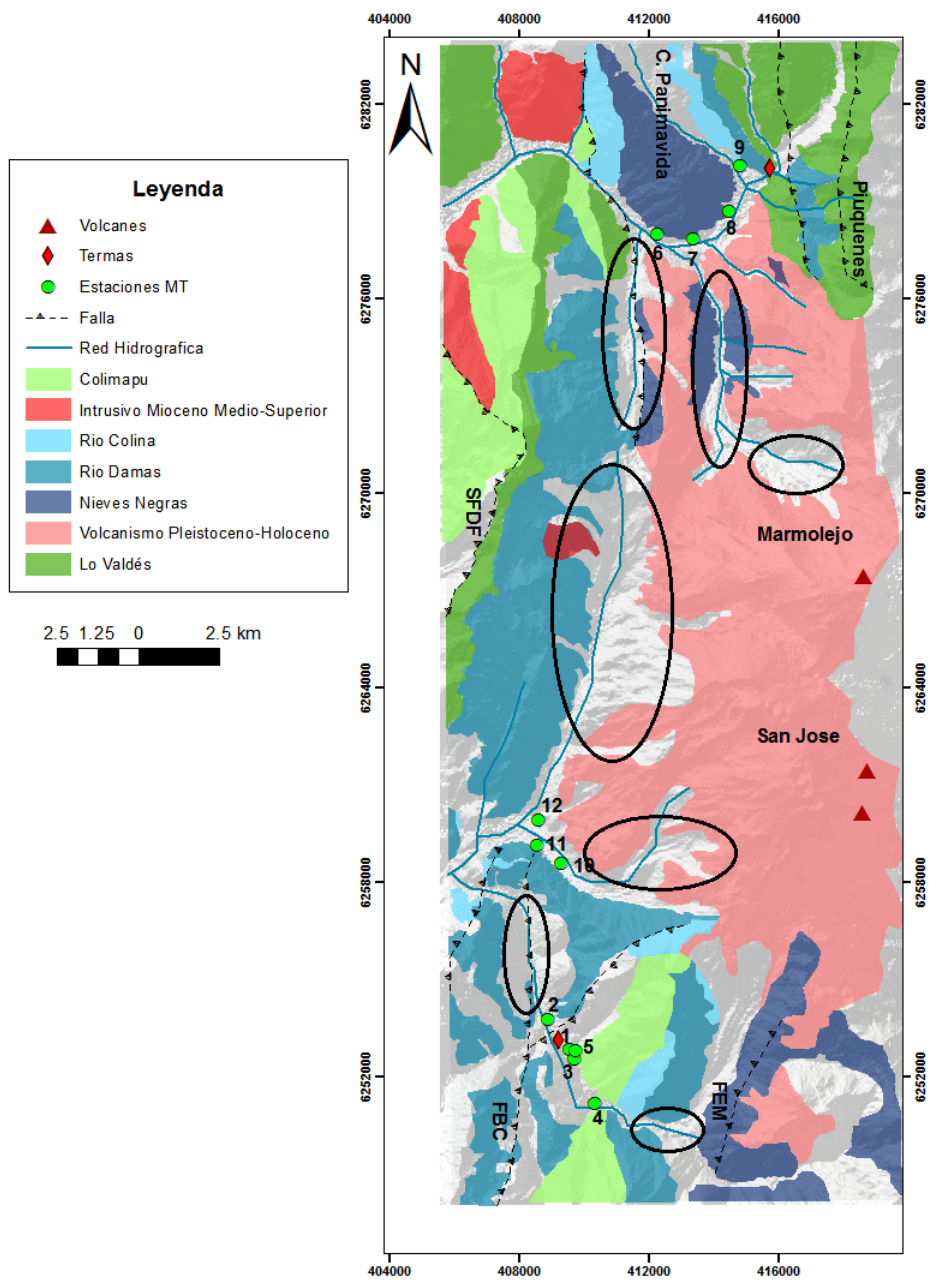 404000
408000
412000
416000
6282000
6276000
6270000
6264000
6258000
6252000
N
C. Panimavida
9
8
6
7
Piuquenes
Leyenda
Volcanes
Termas
Estaciones MT
Falla
Red Hidrografica
Colimapu
Intrusivo Mioceno Medio-Superior
Rio Colina
Rio Damas
Nieves Negras
Volcanismo Pleistoceno-Holoceno
Lo Valdés
2.5 1.25 0 2.5 km
SFDF
Marmolejo
San Jose
12
11
10
2
1
5
3
4
FBC
FEM
6282000
6276000
6270000
6264000
6258000
6252000
404000
408000
412000
416000